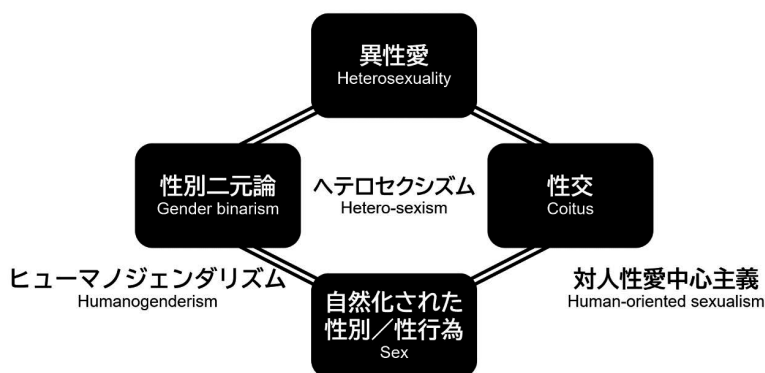 異性愛
Heterosexuality
性別二元論
Gender binarism
ヘテロセクシズム
Hetero-sexism
性交
Coitus
ヒューマノジェンダリズム
Humanogenderism
自然化された
性別／性行為
Sex
対人性愛中心主義
Human-oriented sexualism